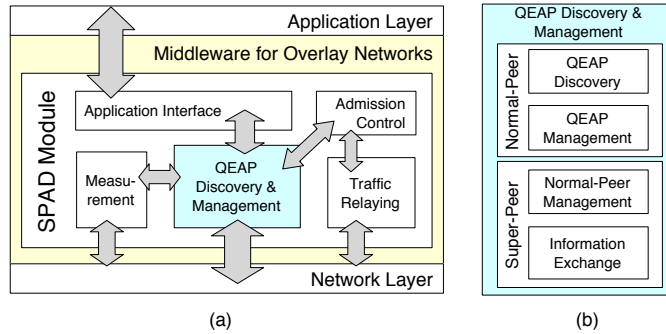 Application Layer
Middleware for Overlay Networks
SPAD Module
Application Interface
Admission
Control
Measu-
rement
QEAP
Discovery &
Management
Traffic
Relaying
Network Layer
(a)
QEAP Discovery &
Management
Normal-Peer
QEAP
Discovery
QEAP
Management
Super-Peer
Normal-Peer
Management
Information
Exchange
(b)